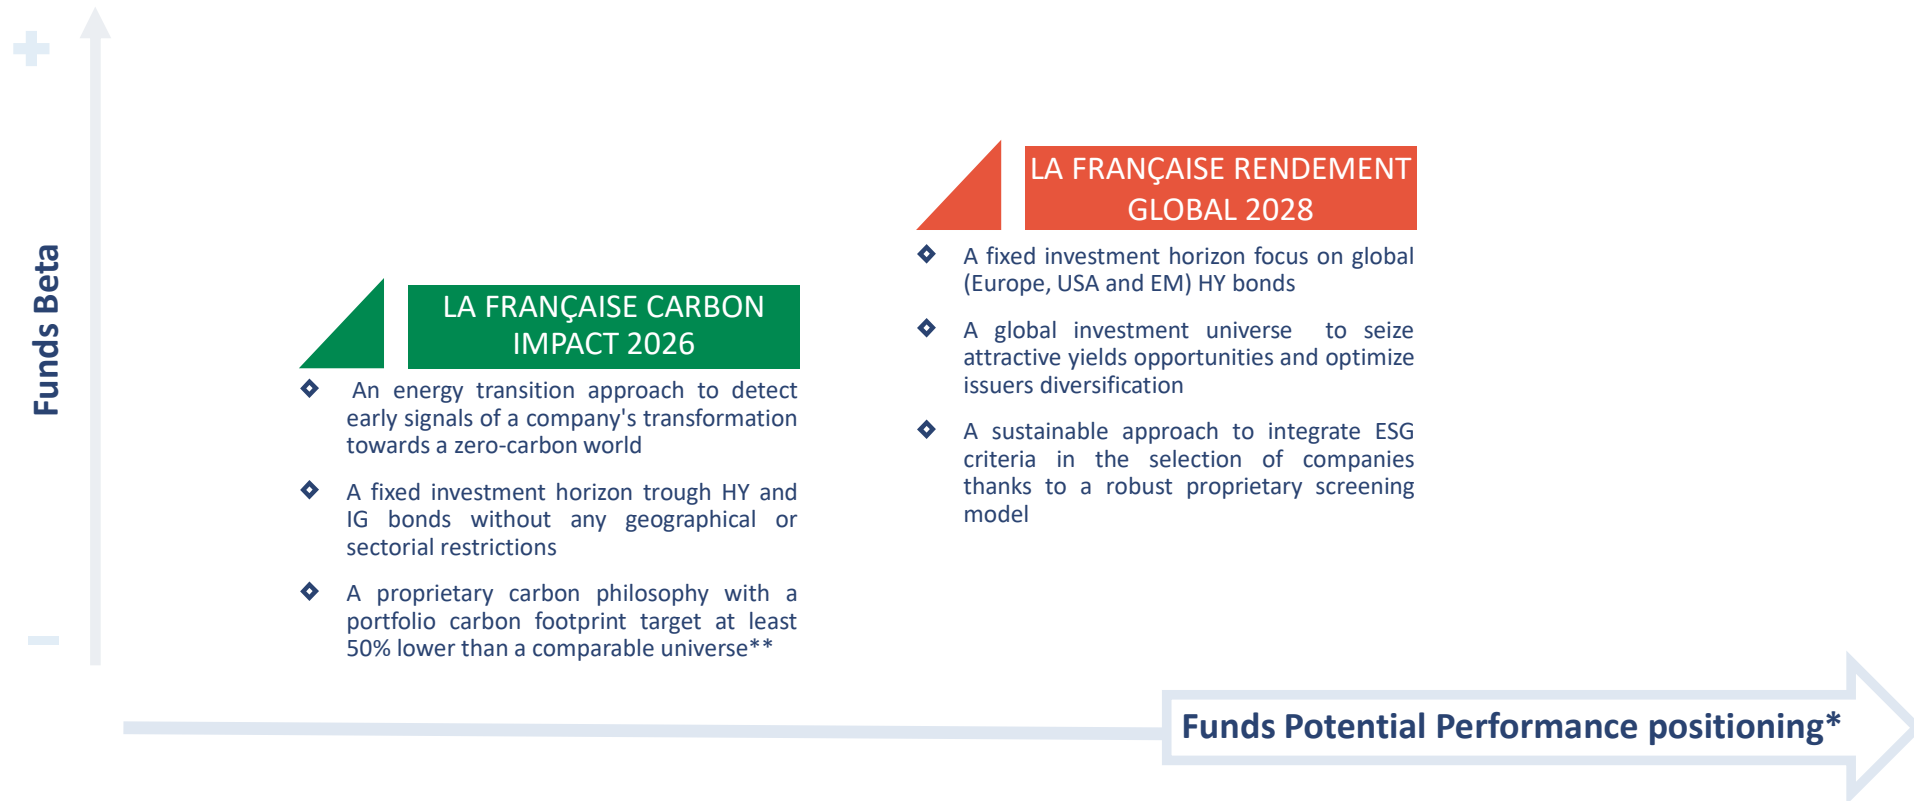 Funds Beta
LA FRANÇAISE CARBON
IMPACT 2026
An energy transition approach to detect
early signals of a company's transformation
towards a zero-carbon world
A fixed investment horizon trough HY and
IG bonds without any geographical or
sectorial restrictions
A proprietary carbon philosophy with a
portfolio carbon footprint target at least
50% lower than a comparable universe**
LA FRANÇAISE RENDEMENT
GLOBAL 2028
A fixed investment horizon focus on global
(Europe, USA and EM) HY bonds
A global investment universe to seize
attractive yields opportunities and optimize
issuers diversification
A sustainable approach to integrate ESG
criteria in the selection of companies
thanks to a robust proprietary screening
model
Funds Potential Performance positioning*